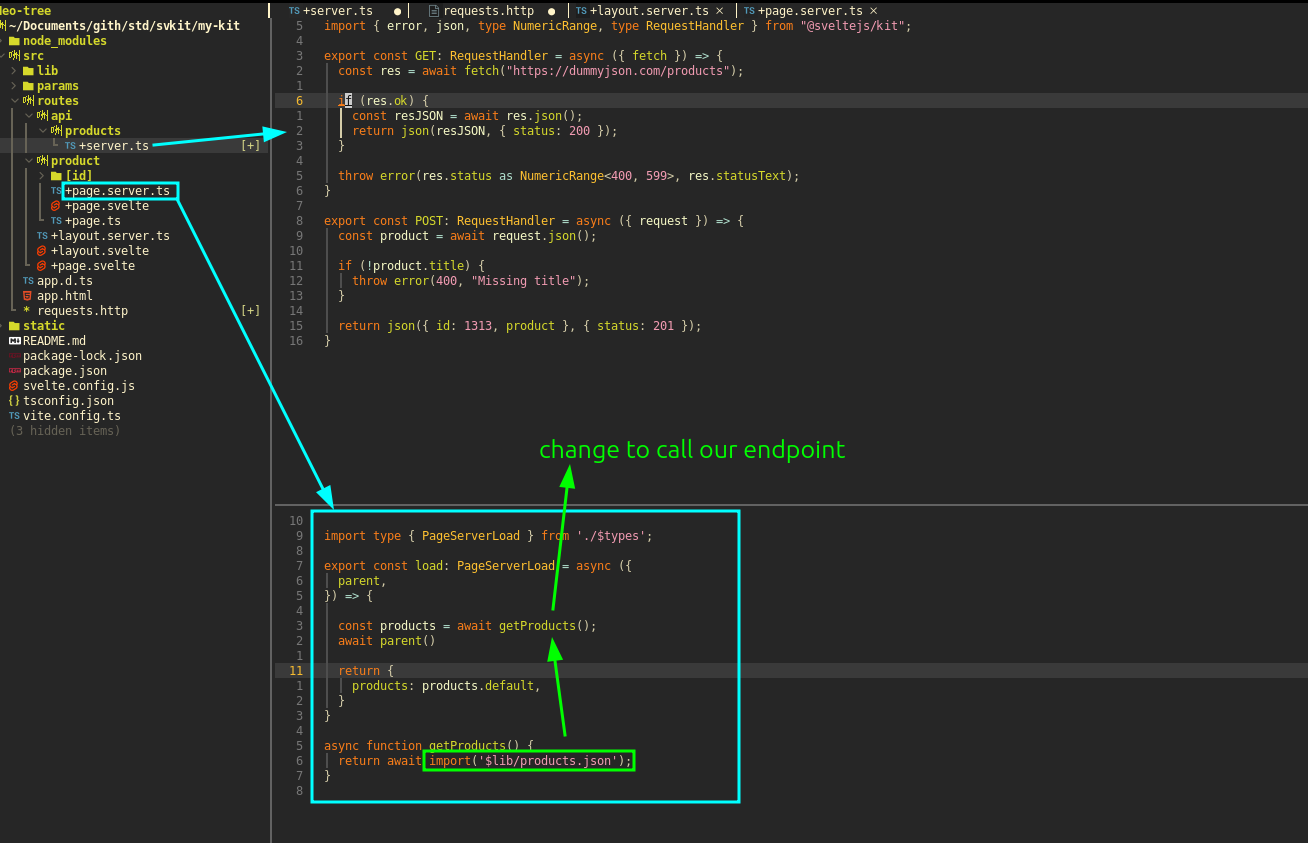 Neo-tree
~/Documents/gith/std/svkit/my-kit
node_modules
src
lib
params
routes
api
products
TS +server.ts [+]
product
[id]
TS +page.server.ts
+page.svelte
TS +page.ts
TS +layout.server.ts
+layout.svelte
+page.svelte
TS app.d.ts
app.html
* requests.http [+]
static
README.md
package-lock.json
package.json
svelte.config.js
{} tsconfig.json
TS vite.config.ts
(3 hidden items)
TS +server.ts ● requests.http ● TS +layout.server.ts × TS +page.server.ts ×
5 import { error, json, type NumericRange, type RequestHandler } from "@sveltejs/kit";
4
3 export const GET: RequestHandler = async ({ fetch }) => {
2 const res = await fetch("https://dummyjson.com/products");
1
6 if (res.ok) {
1 const resJSON = await res.json();
2 return json(resJSON, { status: 200 });
3 }
4
5 throw error(res.status as NumericRange<400, 599>, res.statusText);
6 }
7
8 export const POST: RequestHandler = async ({ request }) => {
9 const product = await request.json();
10
11 if (!product.title) {
12 throw error(400, "Missing title");
13 }
14
15 return json({ id: 1313, product }, { status: 201 });
16 }
change to call our endpoint
10
9 import type { PageServerLoad } from './$types';
8
7 export const load: PageServerLoad = async ({
6 parent,
5 }) => {
4
3 const products = await getProducts();
2 await parent()
1
11 return {
1 products: products.default,
2 }
3 }
4
5 async function getProducts() {
6 return await import('$lib/products.json');
7 }
8